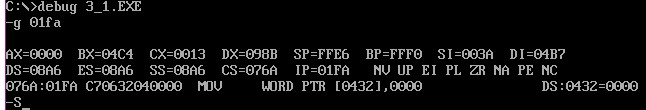 C:\>debug 3_1.EXE
-g 01fa
AX=0000 BX=04C4 CX=0013 DX=098B SP=FFE6 BP=FFF0 SI=003A DI=04B7
DS=08A6 ES=08A6 SS=08A6 CS=076A IP=01FA NV UP EI PL ZR NA PE NC
076A:01FA C70632040000 MOV WORD PTR [0432],0000 DS:0432=0000
-S_